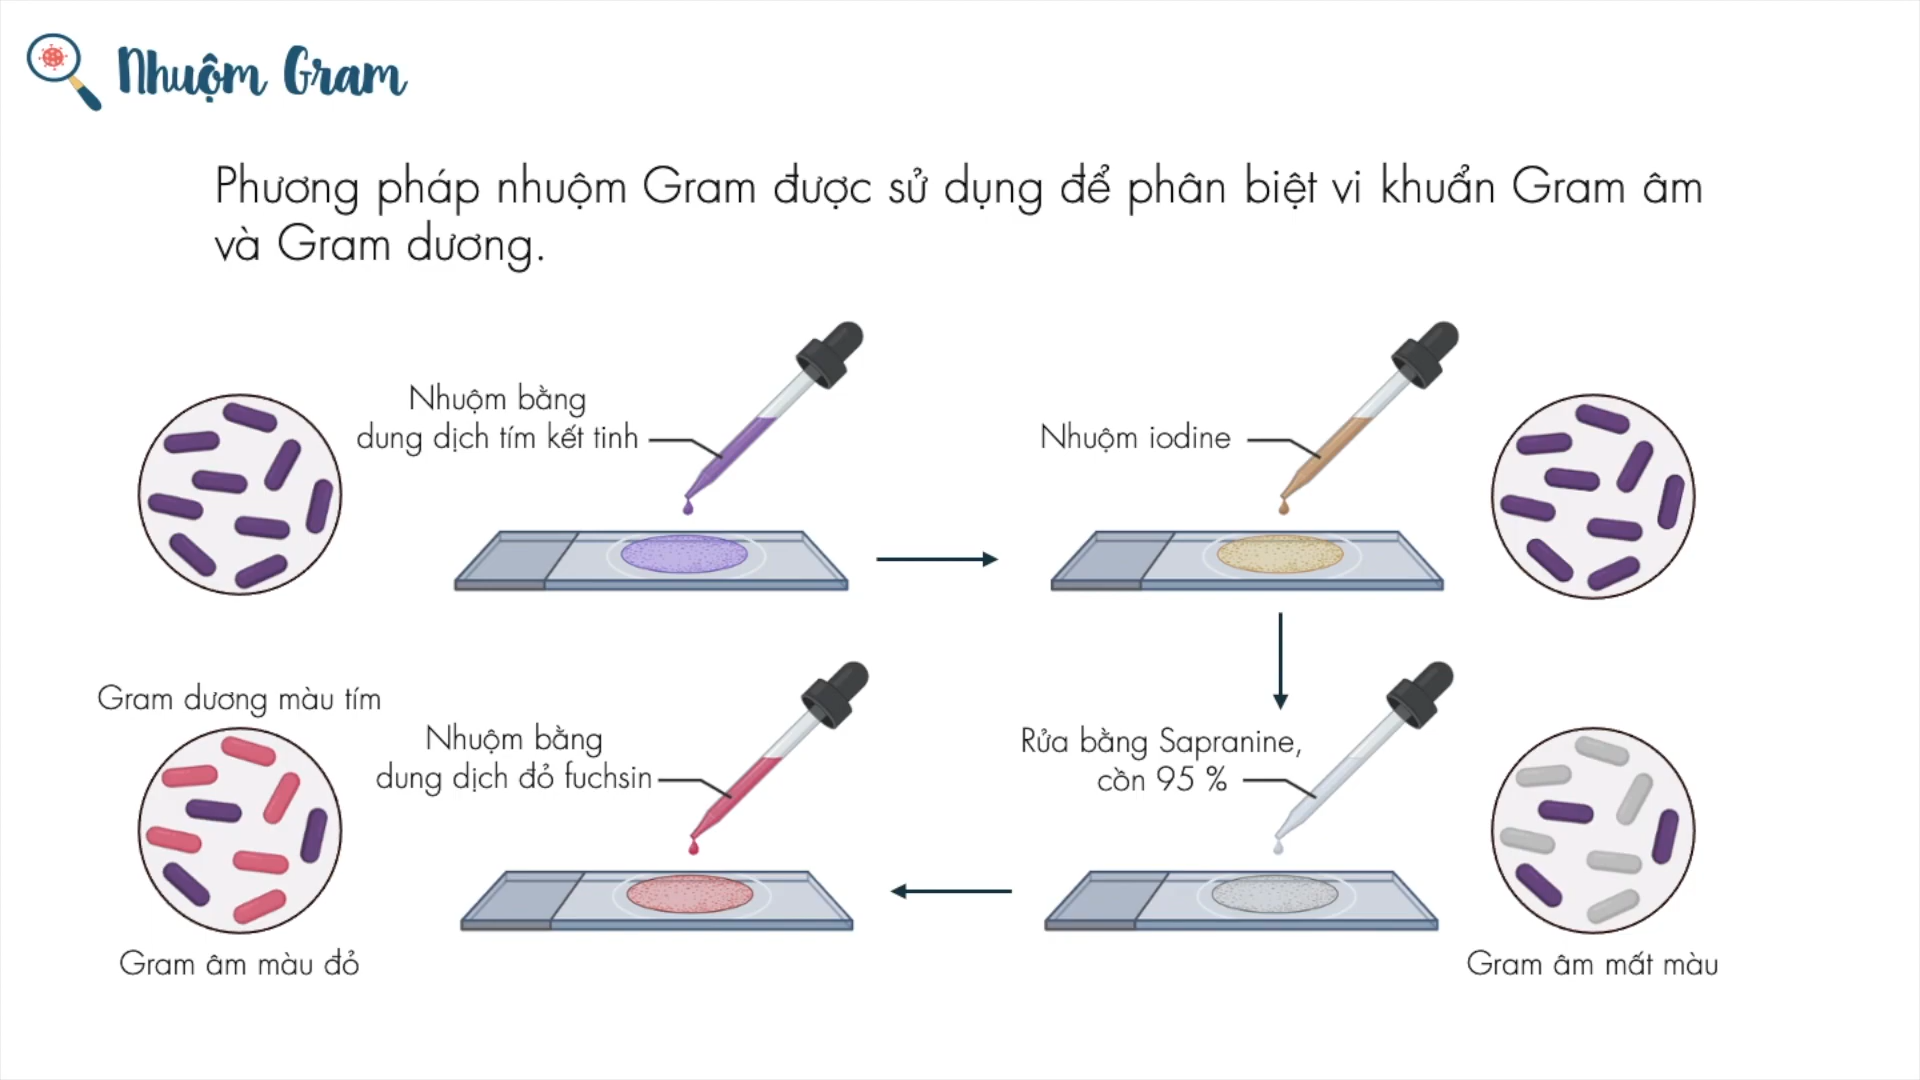 Nhuộm Gram
Phương pháp nhuộm Gram được sử dụng để phân biệt vi khuẩn Gram âm
và Gram dương.
Nhuộm bằng
dung dịch tím kết tinh
Nhuộm iodine
Rửa bằng Sapranine,
cồn 95 %
Gram âm mất màu
Nhuộm bằng
dung dịch đỏ fuchsin
Gram dương màu tím
Gram âm màu đỏ